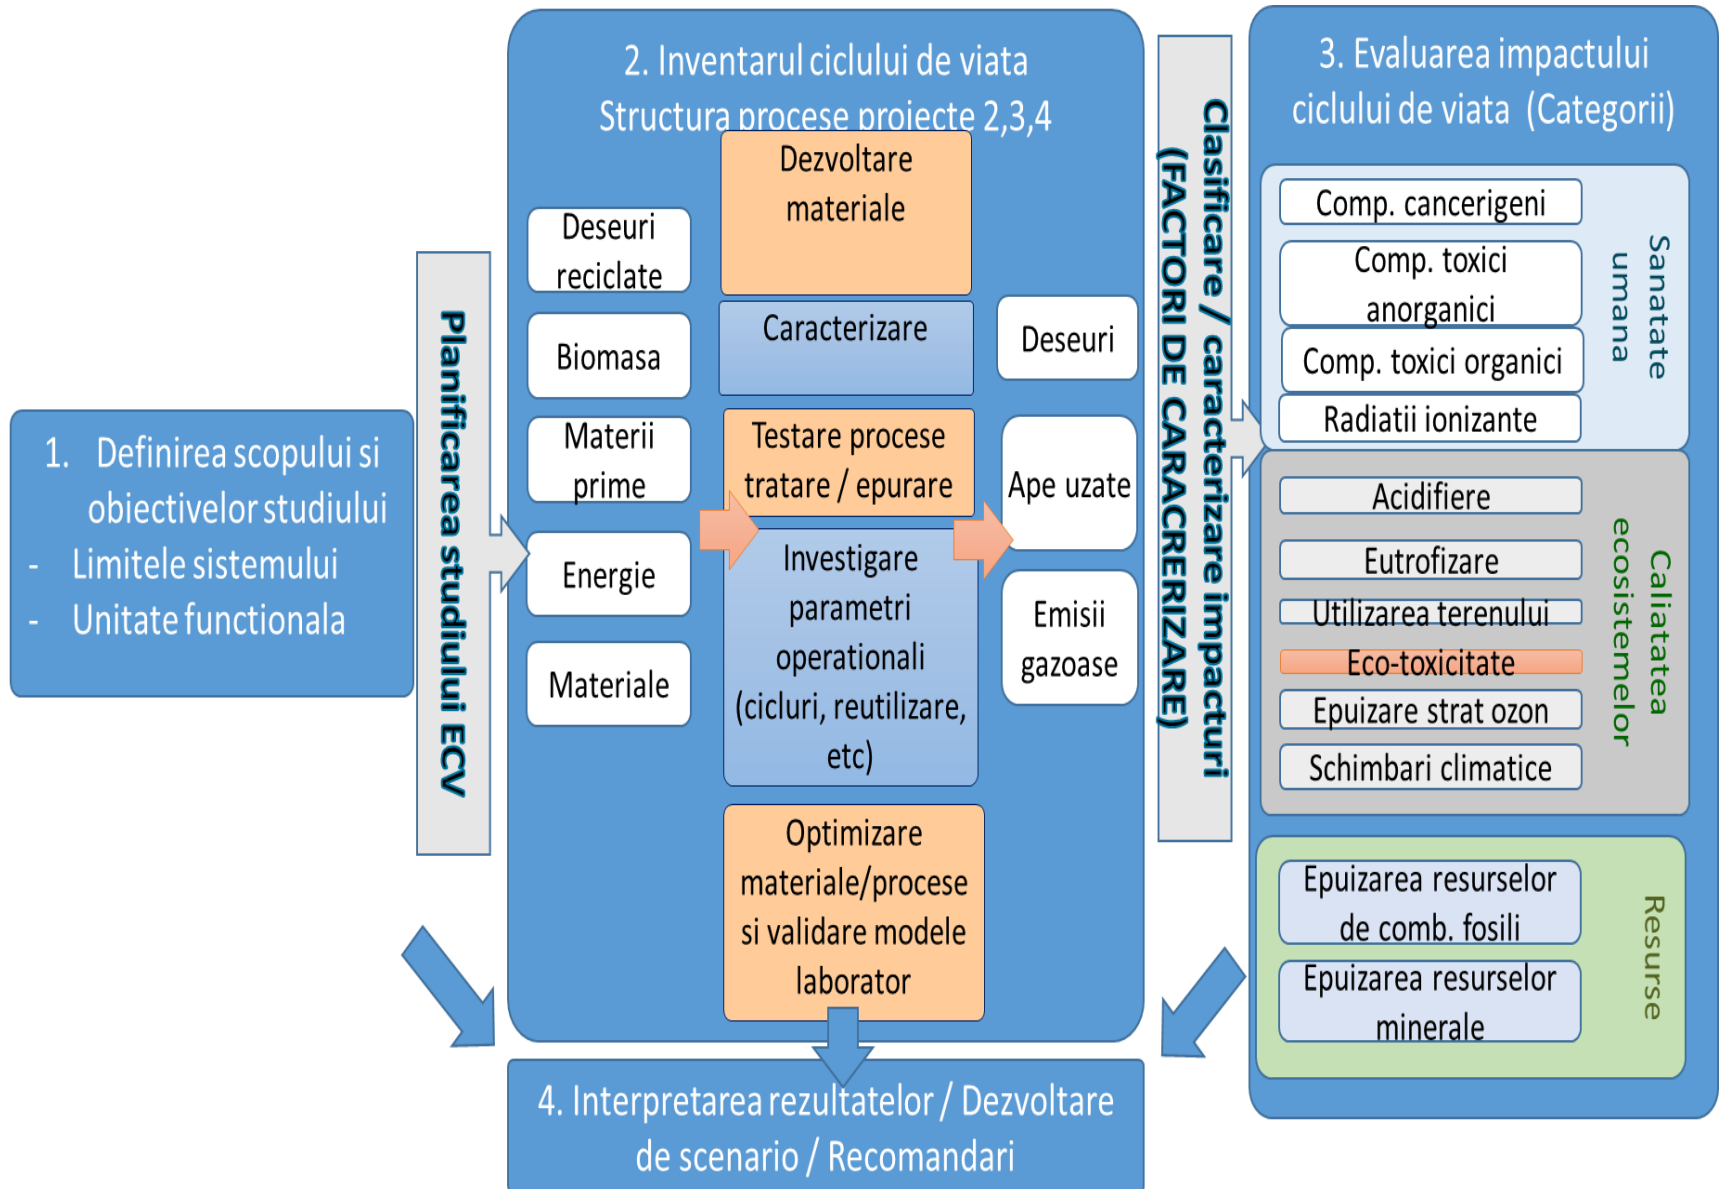 1. Definirea scopului si
obiectivelor studiului
- Limitele sistemului
- Unitate functionala
Planificarea studiului ECV
2. Inventarul ciclului de viata
Structura procese proiecte 2,3,4
Deseuri
reciclate
Biomasa
Materii
prime
Energie
Materiale
Dezvoltare
materiale
Caracterizare
Testare procese
tratare / epurare
Investigare
parametri
operationali
(cicluri, reutilizare,
etc)
Optimizare
materiale/procese
si validare modele
laborator
Deseuri
Ape uzate
Emisii
gazoase
Clasificare / caracterizare impacturi
(FACTORI DE CARACRERIZARE)
3. Evaluarea impactului
ciclului de viata (Categorii)
Comp. cancerigeni
Comp. toxici
anorganici
Comp. toxici organici
Radiatii ionizante
Sanatate
umana
Acidifiere
Eutrofizare
Utilizarea terenului
Eco-toxicitate
Epuizare strat ozon
Schimbari climatice
Caliatatea
ecosistemelor
Epuizarea resurselor
de comb. fosili
Epuizarea resurselor
minerale
Resurse
4. Interpretarea rezultatelor / Dezvoltare
de scenario / Recomandari